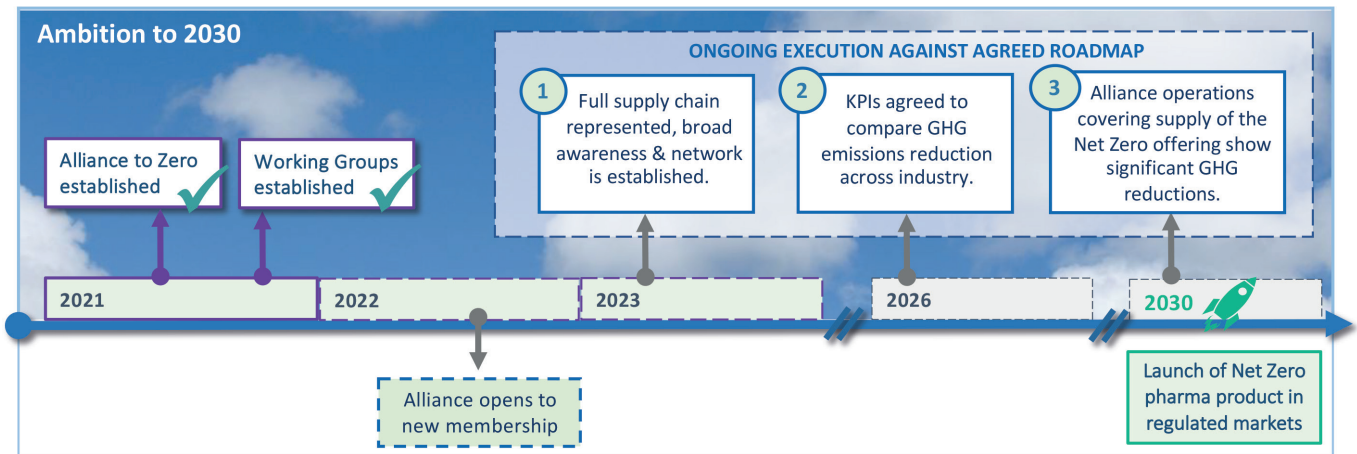 Ambition to 2030
ONGOING EXECUTION AGAINST AGREED ROADMAP
1
Full supply chain
represented, broad
awareness & network
is established.
2
KPIs agreed to
compare GHG
emissions reduction
across industry.
3
Alliance operations
covering supply of the
Net Zero offering show
significant GHG
reductions.
Alliance to Zero
established
Working Groups
established
2021
2022
2023
2026
2030
Alliance opens to
new membership
Launch of Net Zero
pharma product in
regulated markets